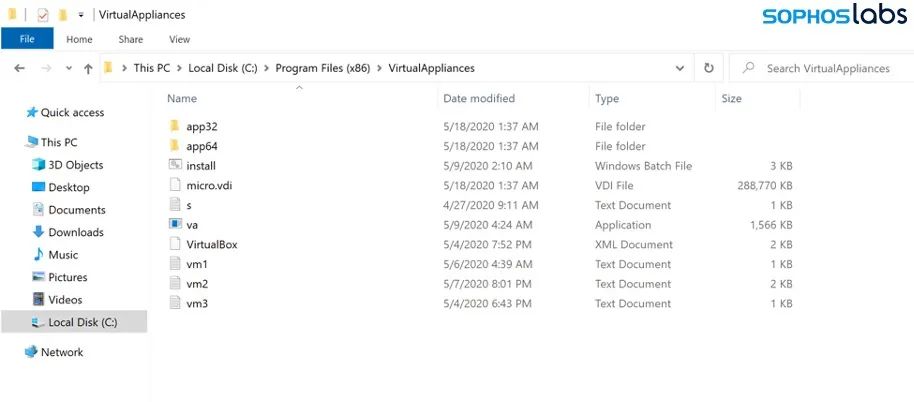 VirtualAppliances
SOPHOSlabs
File Home Share View
This PC Local Disk (C:) Program Files (x86) VirtualAppliances Search VirtualAppliances
Name Date modified Type Size
Quick access
This PC
3D Objects
Desktop
Documents
Downloads
Music
Pictures
Videos
Local Disk (C:)
Network
app32 5/18/2020 1:37 AM File folder
app64 5/18/2020 1:37 AM File folder
install 5/9/2020 2:10 AM Windows Batch File 3 KB
micro.vdi 5/18/2020 1:37 AM VDI File 288,770 KB
s 4/27/2020 9:11 AM Text Document 1 KB
va 5/9/2020 4:24 AM Application 1,566 KB
VirtualBox 5/4/2020 7:52 PM XML Document 2 KB
vm1 5/6/2020 4:39 AM Text Document 1 KB
vm2 5/7/2020 8:01 PM Text Document 2 KB
vm3 5/4/2020 6:43 PM Text Document 1 KB